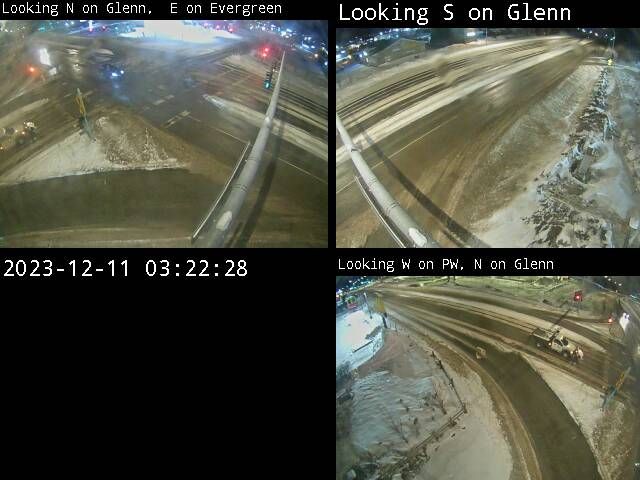 Looking N on Glenn,  E on Evergreen
Looking S on Glenn
2023-12-11 03:22:28
Looking W on PW, N on Glenn